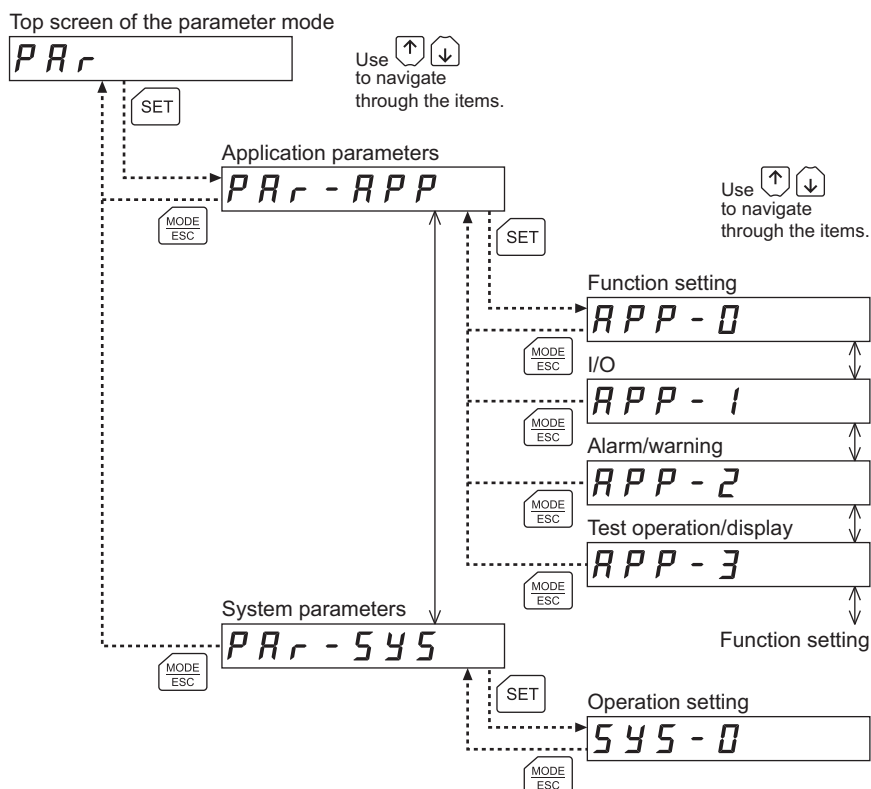 Top screen of the parameter mode
PAr
Use ↑ ↓
to navigate
through the items.
SET
Application parameters
PAr-APP
MODE
ESC
SET
Use ↑ ↓
to navigate
through the items.
Function setting
APP-0
MODE
ESC
I/O
APP-1
MODE
ESC
Alarm/warning
APP-2
MODE
ESC
Test operation/display
APP-3
MODE
ESC
Function setting
System parameters
PAr-SYS
MODE
ESC
SET
Operation setting
SYS-0
MODE
ESC